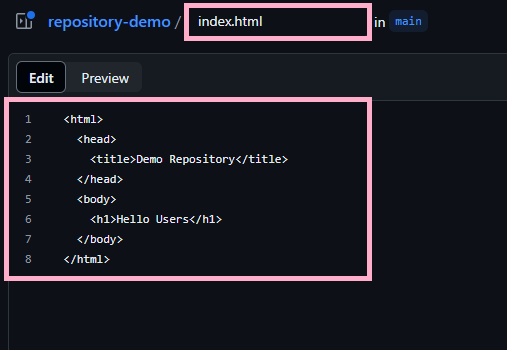 repository-demo / index.html in main
Edit Preview
1 <html>
2 <head>
3 <title>Demo Repository</title>
4 </head>
5 <body>
6 <h1>Hello Users</h1>
7 </body>
8 </html>